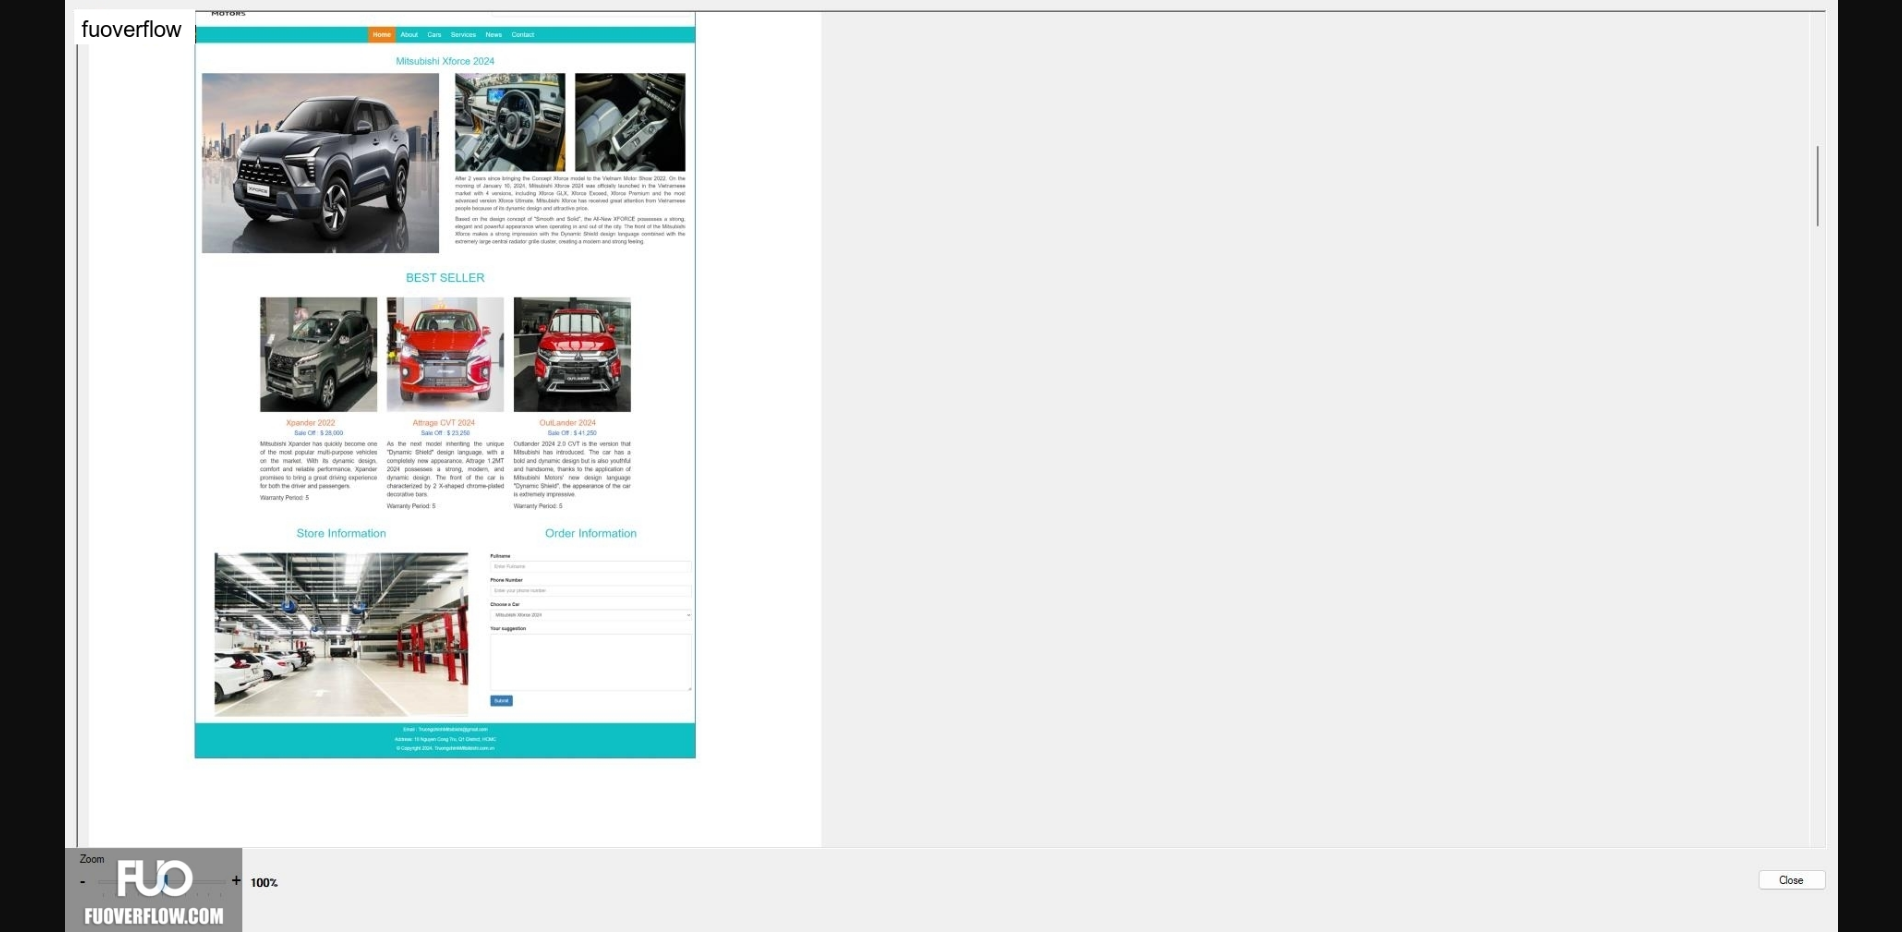 fuoverflow
MOTORS
Home About Cars Services News Contact
Mitsubishi Xforce 2024
XFORCE
After 2 years since bringing the Concept Xforce model to the Vietnam Motor Show 2022. On the
morning of January 10, 2024, Mitsubishi Xforce 2024 was officially launched in the Vietnamese
market with 4 versions, including Xforce GLX, Xforce Exceed, Xforce Premium and the most
advanced version Xforce Ultimate. Mitsubishi Xforce has received great attention from Vietnamese
people because of its dynamic design and attractive price.
Based on the design concept of "Smooth and Solid", the All-New XFORCE possesses a strong,
elegant and powerful appearance when operating in and out of the city. The front of the Mitsubishi
Xforce makes a strong impression with the Dynamic Shield design language combined with the
extremely large central radiator grille cluster, creating a modern and strong feeling.
BEST SELLER
Xpander 2022
Sale Off : $ 28,000
Mitsubishi Xpander has quickly become one
of the most popular multi-purpose vehicles
on the market. With its dynamic design,
comfort and reliable performance, Xpander
promises to bring a great driving experience
for both the driver and passengers.
Warranty Period: 5
Attrage CVT 2024
Sale Off : $ 23,250
As the next model inheriting the unique
"Dynamic Shield" design language, with a
completely new appearance, Attrage 1.2MT
2024 possesses a strong, modern, and
dynamic design. The front of the car is
characterized by 2 X-shaped chrome-plated
decorative bars.
Warranty Period: 5
OutLander 2024
Sale Off : $ 41,250
Outlander 2024 2.0 CVT is the version that
Mitsubishi has introduced. The car has a
bold and dynamic design but is also youthful
and handsome, thanks to the application of
Mitsubishi Motors' new design language
"Dynamic Shield", the appearance of the car
is extremely impressive.
Warranty Period: 5
Store Information
Order Information
Fullname
Enter Fullname
Phone Number
Enter your phone number
Choose a Car
Mitsubishi Xforce 2024
Your suggestion
Submit
Email :
Address: 10 Nguyen Cong Tru, Q1 District, HCMC
© Copyright 2024.
Zoom
- + 100%
Close
FUO
FUOVERFLOW.COM